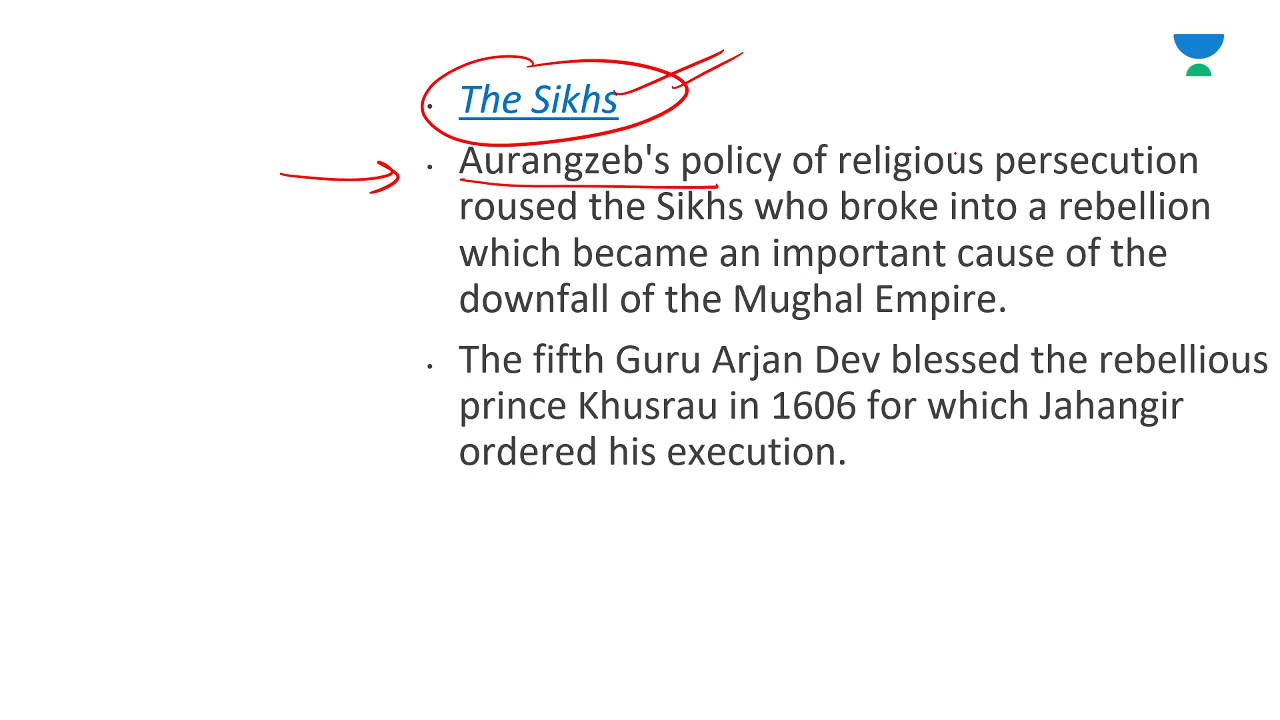 The Sikhs
Aurangzeb's policy of religious persecution
roused the Sikhs who broke into a rebellion
which became an important cause of the
downfall of the Mughal Empire.
The fifth Guru Arjan Dev blessed the rebellious
prince Khusrau in 1606 for which Jahangir
ordered his execution.